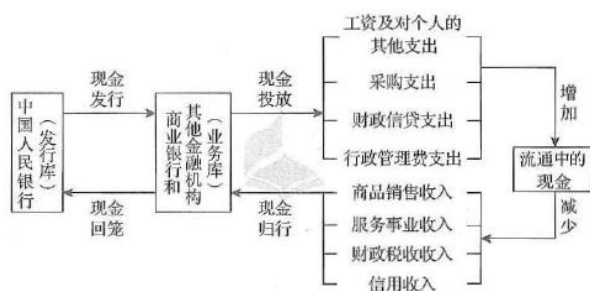 中国人民银行
（发行库）
现金
发行
现金
回笼
商业银行和
其他金融机构
（业务库）
现金
投放
现金
归行
工资及对个人的
其他支出
采购支出
财政信贷支出
行政管理费支出
商品销售收入
服务事业收入
财政税收收入
信用收入
增加
流通中的
现金
减少